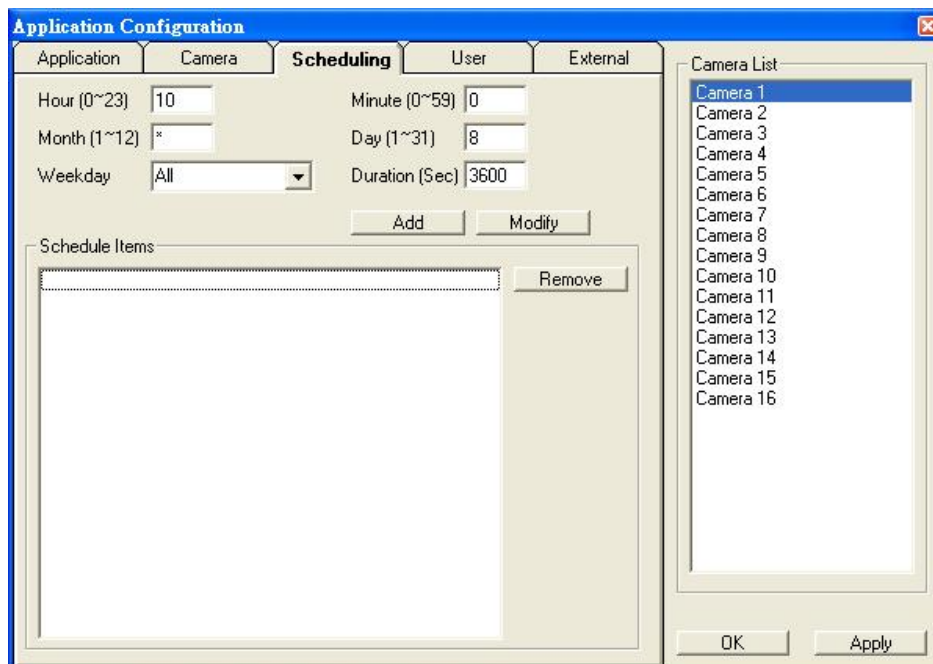 Application Configuration
Application Camera Scheduling User External
Hour (0~23) 10 Minute (0~59) 0
Month (1~12) * Day (1~31) 8
Weekday All Duration (Sec) 3600
Add Modify
Schedule Items
Remove
Camera List
Camera 1
Camera 2
Camera 3
Camera 4
Camera 5
Camera 6
Camera 7
Camera 8
Camera 9
Camera 10
Camera 11
Camera 12
Camera 13
Camera 14
Camera 15
Camera 16
OK Apply